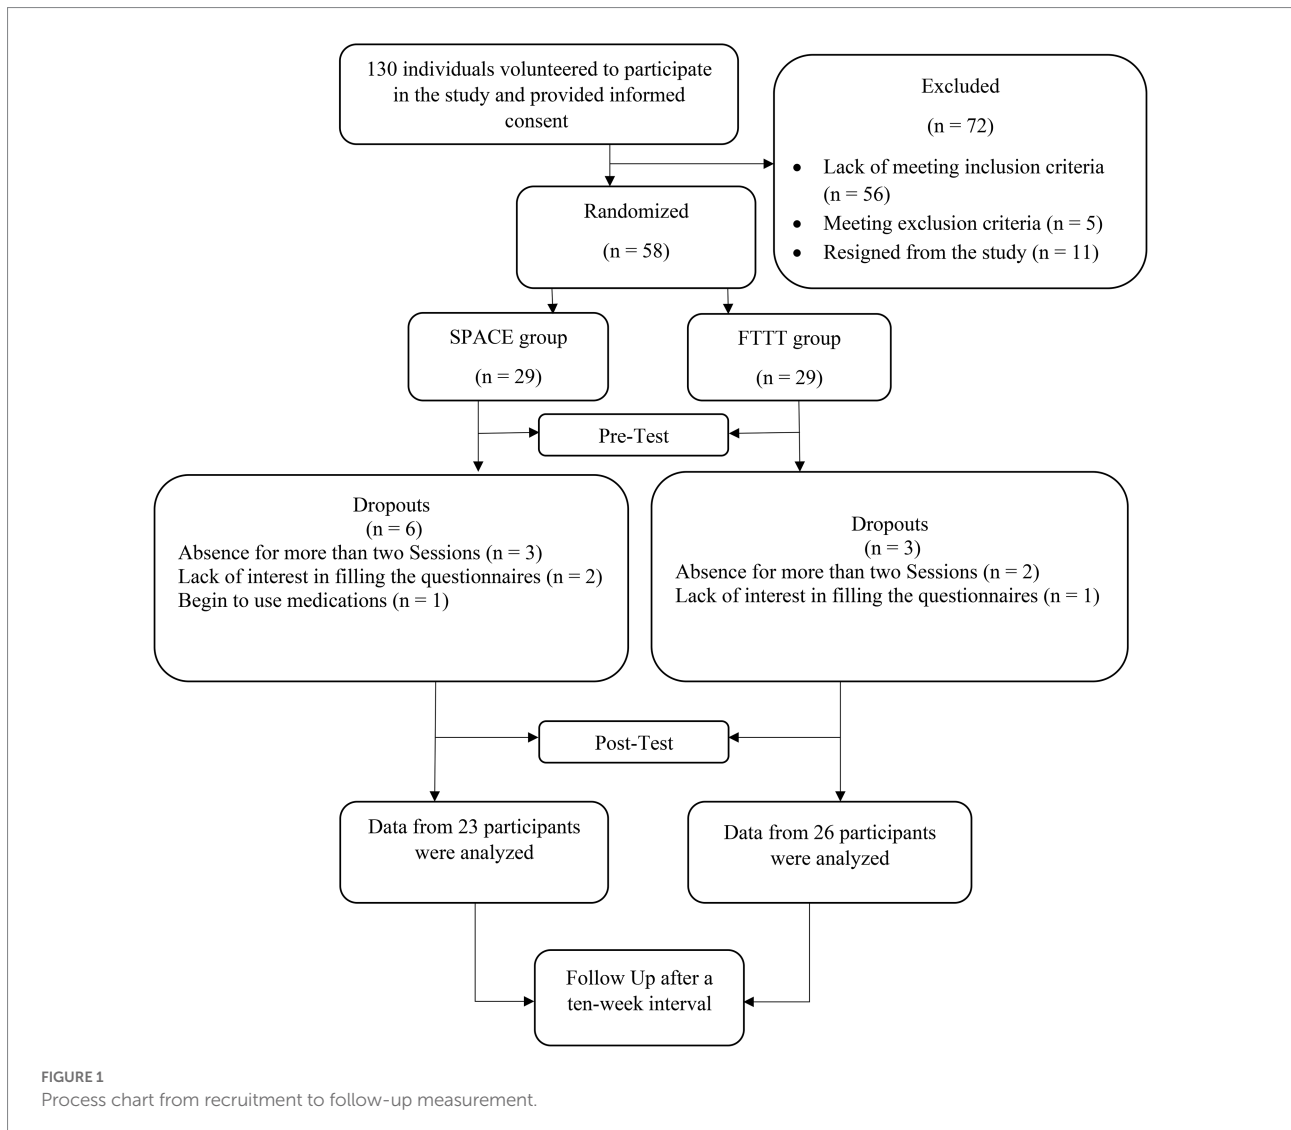 130 individuals volunteered to participate
in the study and provided informed
consent
Excluded
(n = 72)
• Lack of meeting inclusion criteria
(n = 56)
• Meeting exclusion criteria (n = 5)
• Resigned from the study (n = 11)
Randomized
(n = 58)
SPACE group
(n = 29)
FTTT group
(n = 29)
Pre-Test
Dropouts
(n = 6)
Absence for more than two Sessions (n = 3)
Lack of interest in filling the questionnaires (n = 2)
Begin to use medications (n = 1)
Dropouts
(n = 3)
Absence for more than two Sessions (n = 2)
Lack of interest in filling the questionnaires (n = 1)
Post-Test
Data from 23 participants
were analyzed
Data from 26 participants
were analyzed
Follow Up after a
ten-week interval
FIGURE 1
Process chart from recruitment to follow-up measurement.